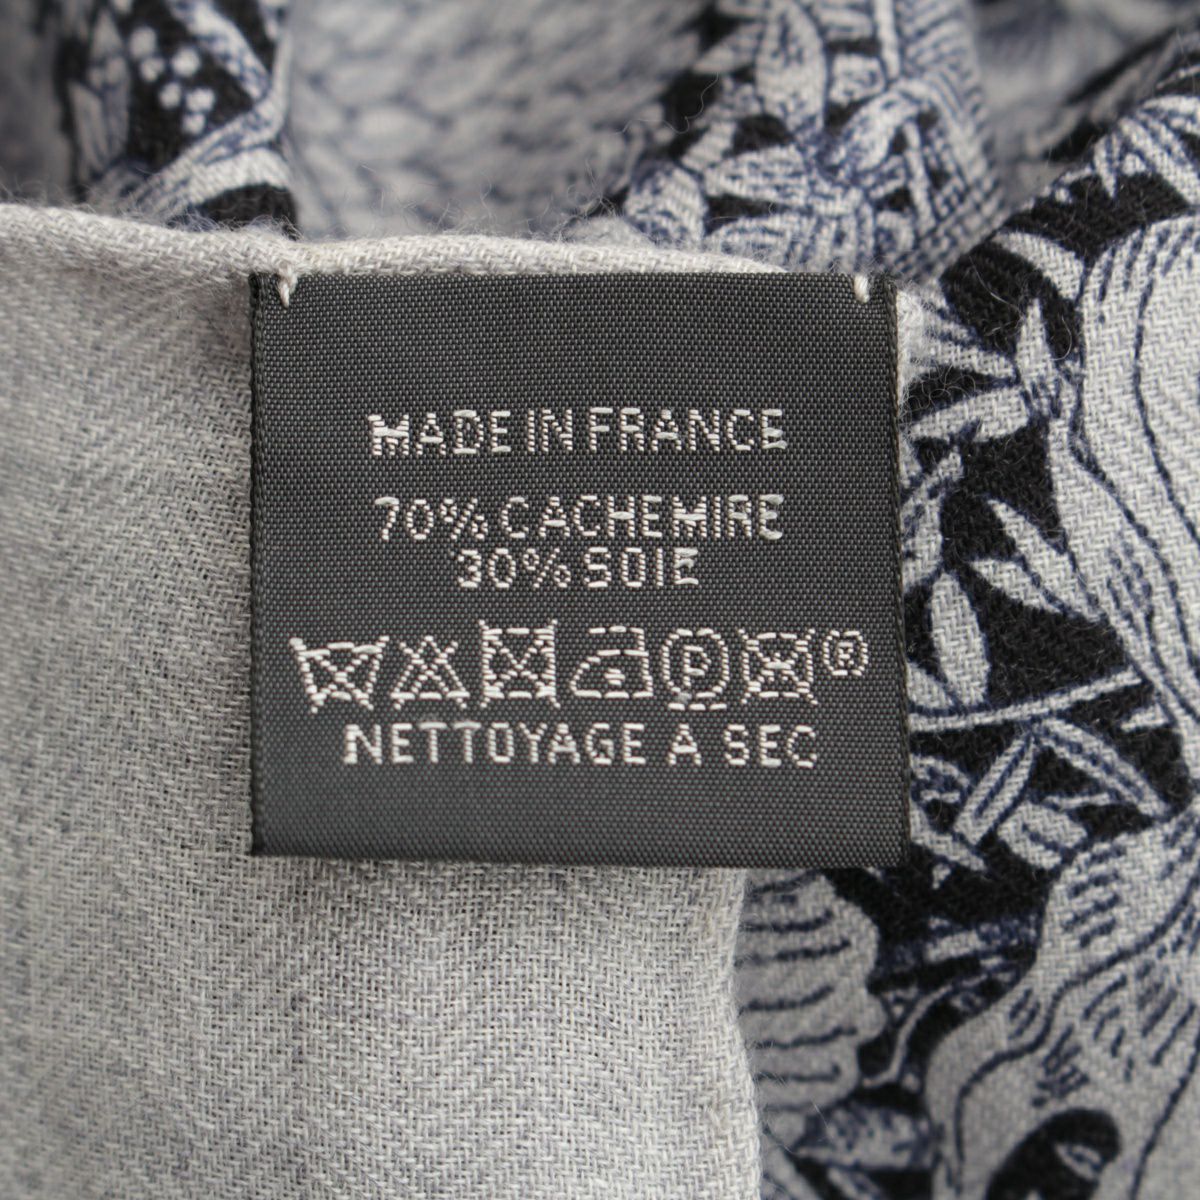 MADE IN FRANCE
70% CACHEMIRE
30% SOIE
P ®
NETTOYAGE A SEC